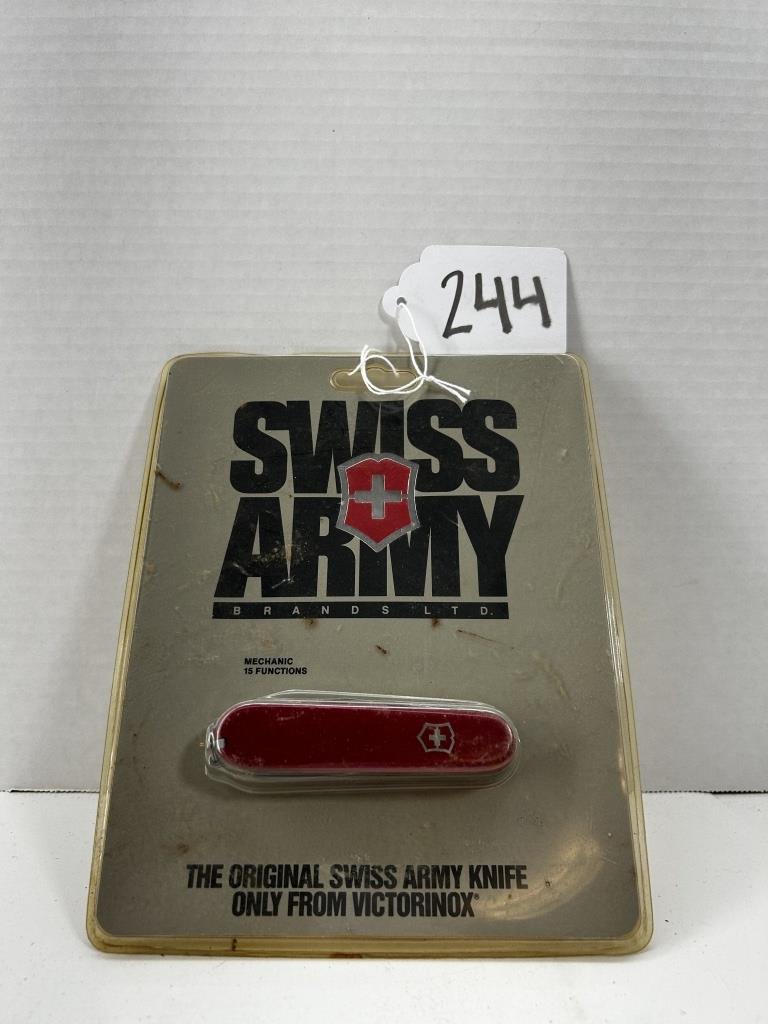 244
SWISS
ARMY
BRANDS LTD.
MECHANIC
15 FUNCTIONS
THE ORIGINAL SWISS ARMY KNIFE
ONLY FROM VICTORINOX®